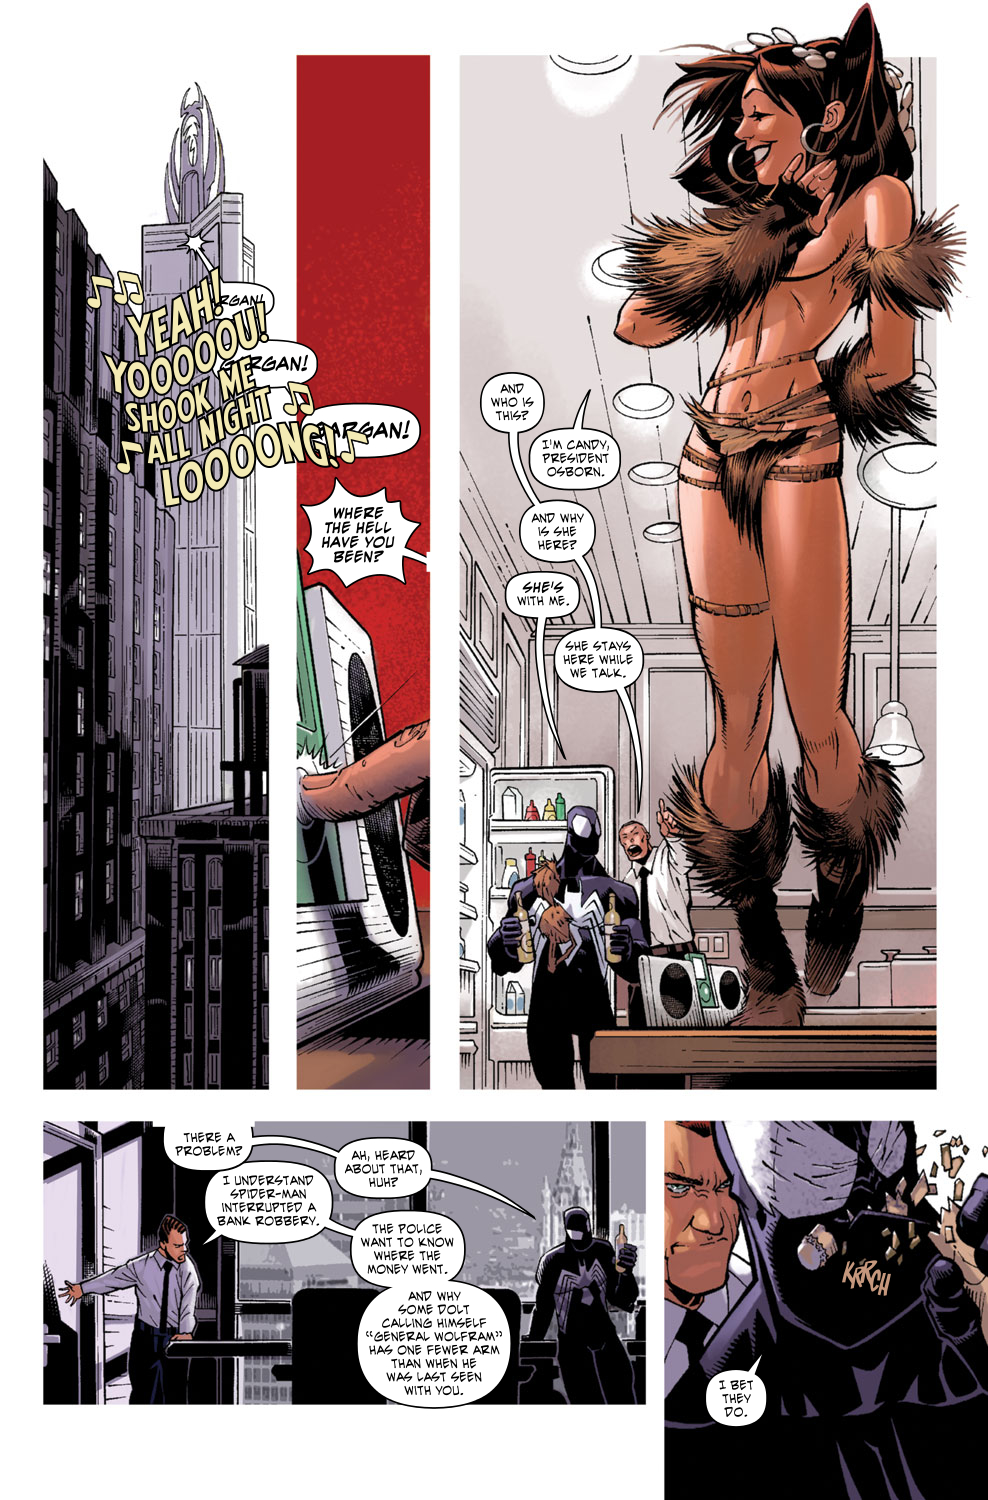 GARGAN!
YEAH!
YOOOOOU!
SHOOK ME
ALL NIGHT
LOOOONG!
GARGAN!
GARGAN!
WHERE
THE HELL
HAVE YOU
BEEN?
AND
WHO IS
THIS?
I'M CANDY,
PRESIDENT
OSBORN.
AND WHY
IS SHE
HERE?
SHE'S
WITH ME.
SHE STAYS
HERE WHILE
WE TALK.
THERE A
PROBLEM?
AH, HEARD
ABOUT THAT,
HUH?
I UNDERSTAND
SPIDER-MAN
INTERRUPTED A
BANK ROBBERY.
THE POLICE
WANT TO KNOW
WHERE THE
MONEY WENT.
AND WHY
SOME DOLT
CALLING HIMSELF
"GENERAL WOLFRAM"
HAS ONE FEWER ARM
THAN WHEN HE
WAS LAST SEEN
WITH YOU.
KRRCH
I BET
THEY
DO.